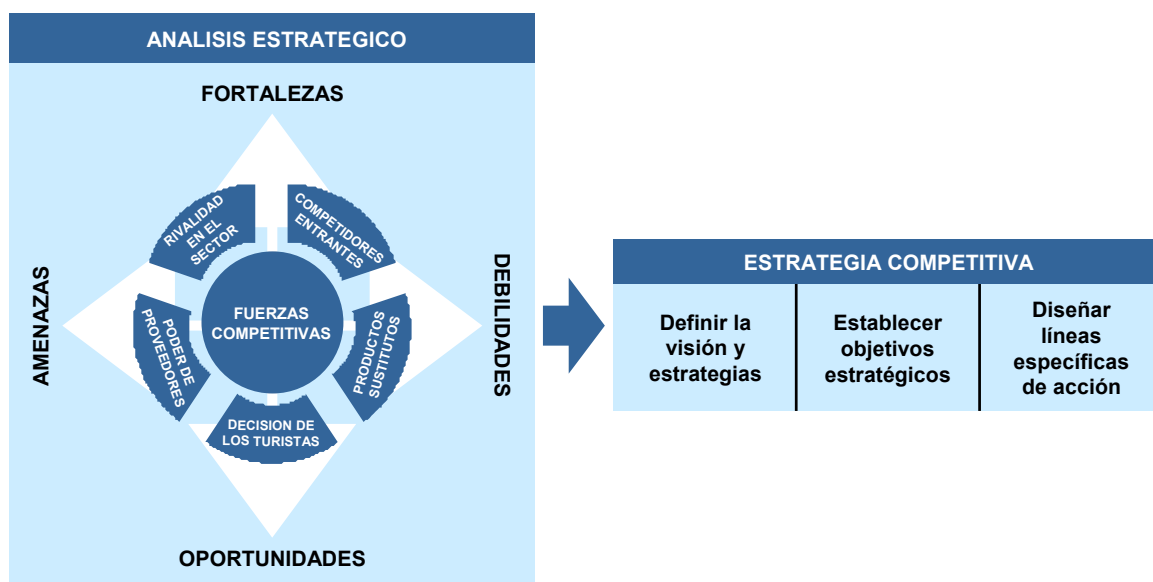 ANALISIS ESTRATEGICO
FORTALEZAS
RIVALIDAD
EN EL
SECTOR
COMPETIDORES
ENTRANTES
AMENAZAS
FUERZAS
COMPETITIVAS
DEBILIDADES
PODER DE
PROVEEDORES
PRODUCTOS
SUSTITUTOS
DECISION DE
LOS TURISTAS
OPORTUNIDADES
ESTRATEGIA COMPETITIVA
Definir la
visión y
estrategias
Establecer
objetivos
estratégicos
Diseñar
líneas
específicas
de acción